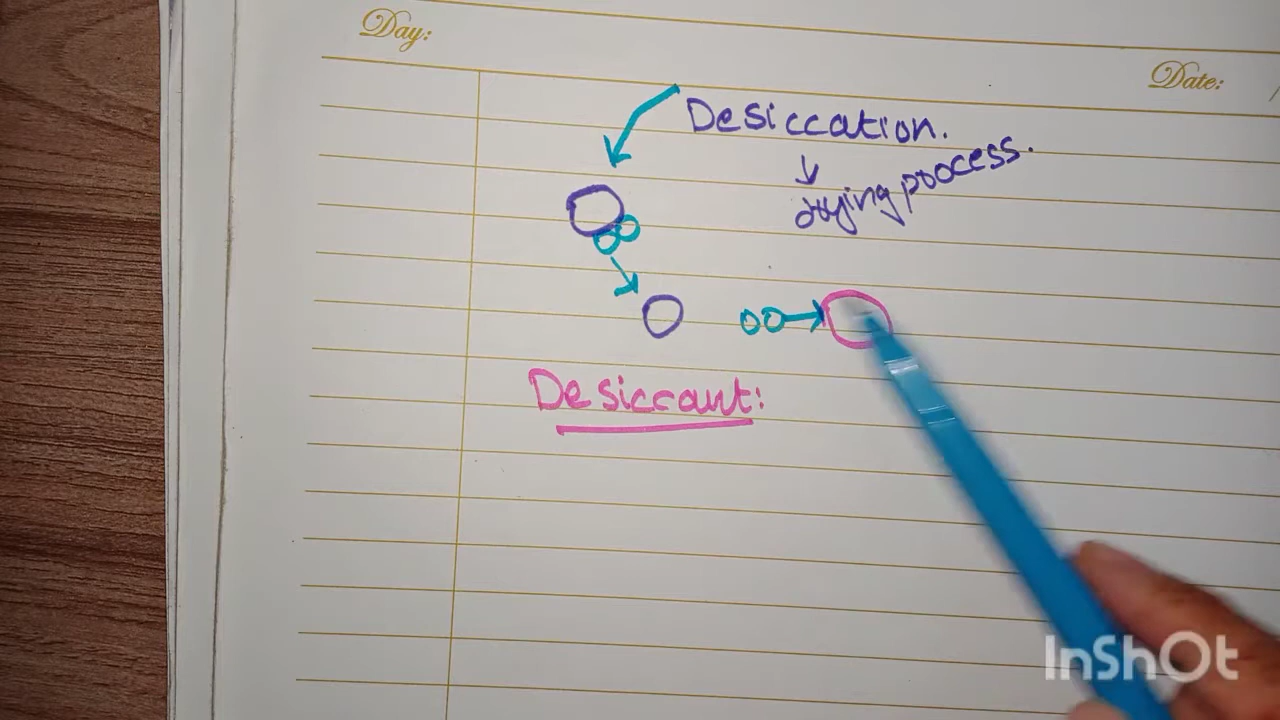 Day:
Date: /
Desiccation.
drying process.
Desiccant:
InShOt